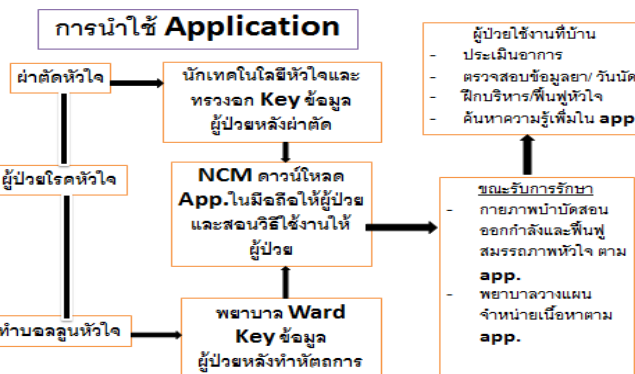 การนำใช้ Application
ผ่าตัดหัวใจ
นักเทคโนโลยีหัวใจและ
ทรวงอก Key ข้อมูล
ผู้ป่วยหลังผ่าตัด
ผู้ป่วยใช้งานที่บ้าน
- ประเมินอาการ
- ตรวจสอบข้อมูลยา/ วันนัด
- ฝึกบริหาร/ฟื้นฟูหัวใจ
- ค้นหาความรู้เพิ่มใน app
ผู้ป่วยโรคหัวใจ
NCM ดาวน์โหลด
App.ในมือถือให้ผู้ป่วย
และสอนวิธีใช้งานให้
ผู้ป่วย
ขณะรับการรักษา
- กายภาพบำบัดสอน
ออกกำลังและฟื้นฟู
สมรรถภาพหัวใจ ตาม
app.
- พยาบาลวางแผน
จำหน่ายเนื้อหาตาม
app.
ทำบอลลูนหัวใจ
พยาบาล Ward
Key ข้อมูล
ผู้ป่วยหลังทำหัตถการ